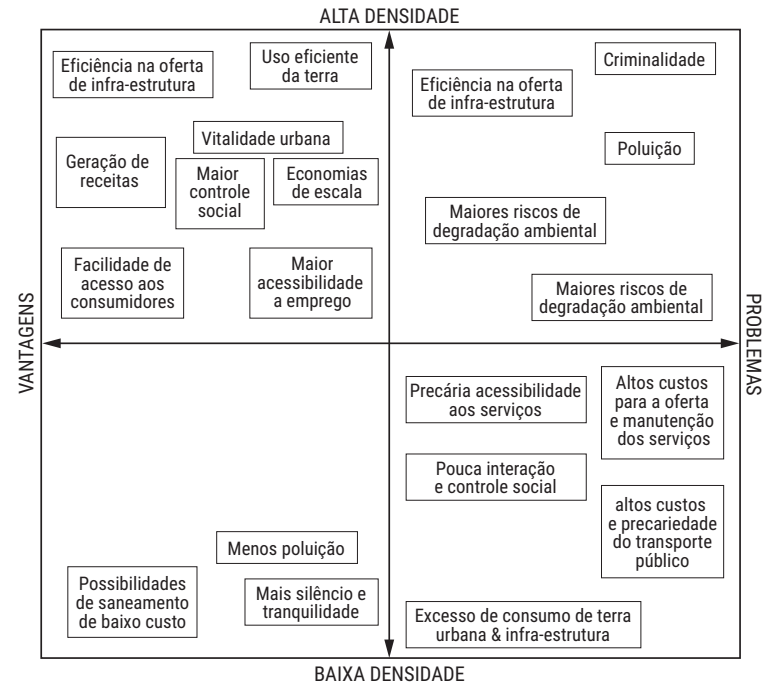 ALTA DENSIDADE
Eficiência na oferta
de infra-estrutura
Uso eficiente
da terra
Vitalidade urbana
Geração de
receitas
Maior
controle
social
Economias
de escala
Facilidade de
acesso aos
consumidores
Maior
acessibilidade
a emprego
Criminalidade
Eficiência na oferta
de infra-estrutura
Poluição
Maiores riscos de
degradação ambiental
Maiores riscos de
degradação ambiental
VANTAGENS
PROBLEMAS
Menos poluição
Possibilidades
de saneamento
de baixo custo
Mais silêncio e
tranquilidade
Precária acessibilidade
aos serviços
Altos custos
para a oferta
e manutenção
dos serviços
Pouca interação
e controle social
altos custos
e precariedade
do transporte
público
Excesso de consumo de terra
urbana & infra-estrutura
BAIXA DENSIDADE